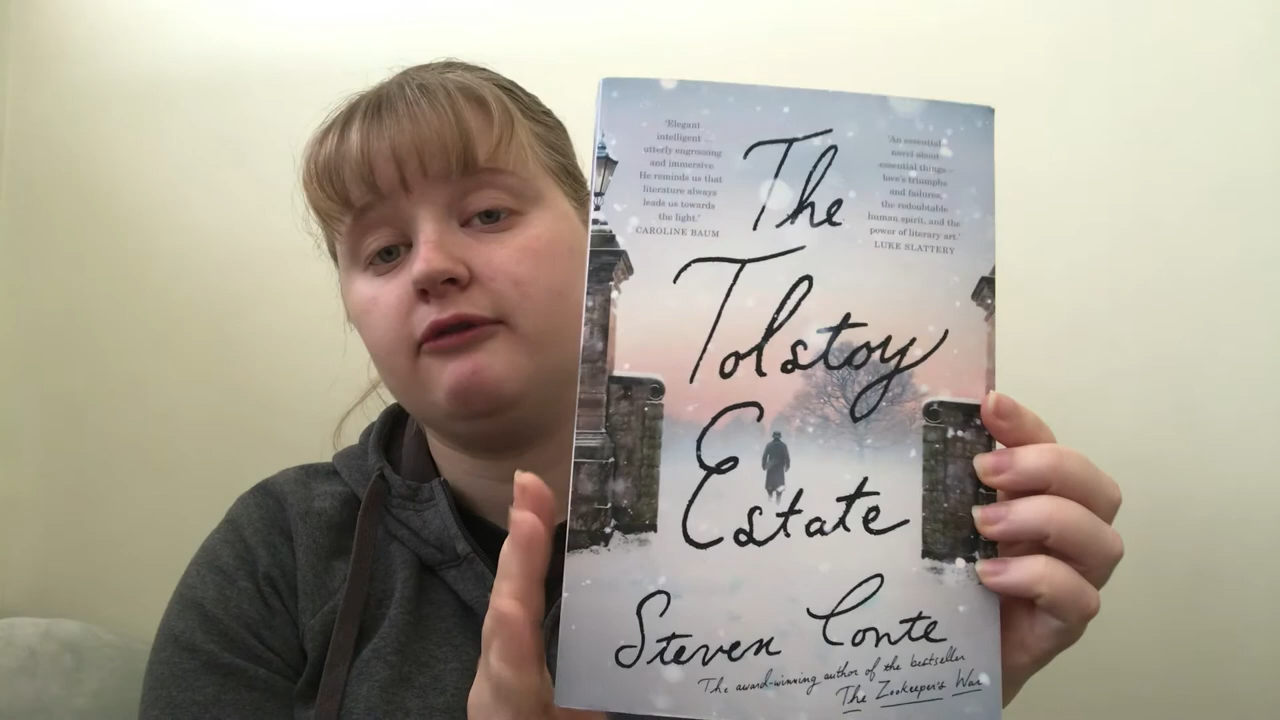 'Elegant
intelligent ...
utterly engrossing
and immersive
He reminds us that
literature always
leads us towards
the light.'
CAROLINE BAUM
'An essential
novel about
essential things—
love's triumphs
and failures,
the redoubtable
human spirit, and the
power of literary art.'
LUKE SLATTERY
The
Tolstoy
Estate
Steven Conte
The award-winning author of the bestseller
The Zookeeper's War